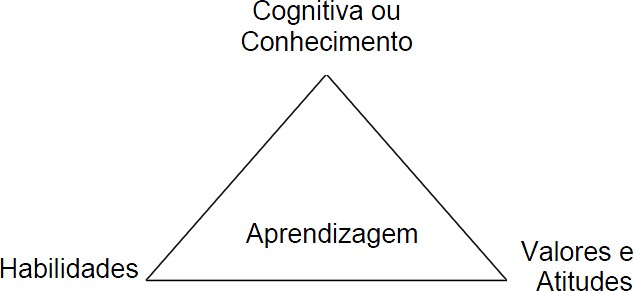 Cognitiva ou
Conhecimento
Aprendizagem
Habilidades
Valores e
Atitudes